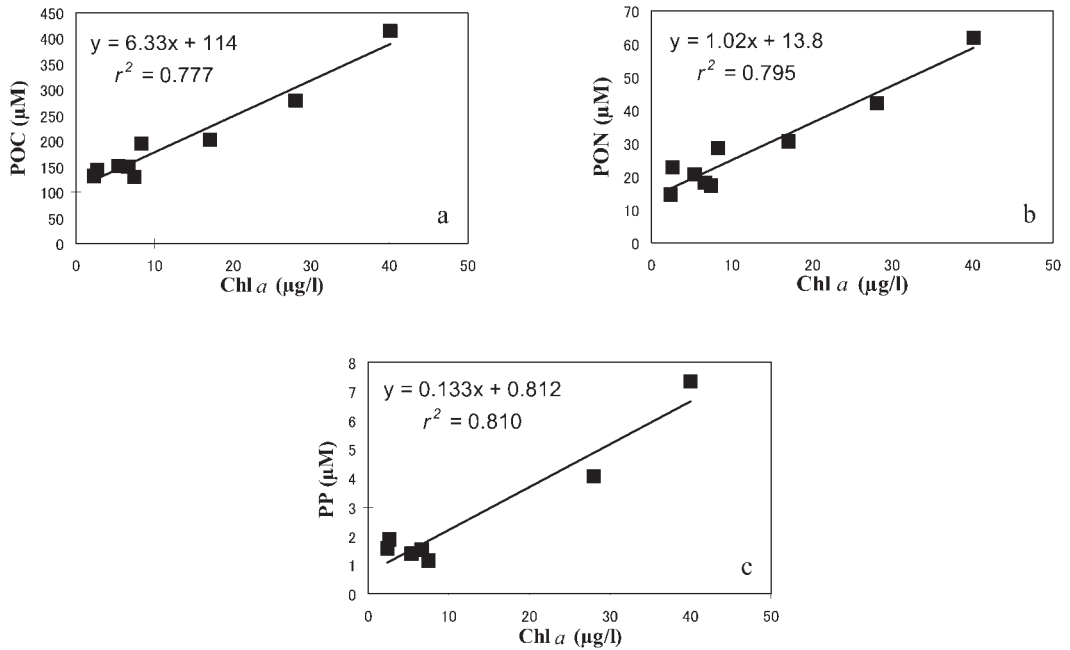 450
400
350
300
250
200
150
100
50
0
POC (μM)
y = 6.33x + 114
r² = 0.777
a
0 10 20 30 40 50
Chl a (μg/l)
70
60
50
40
30
20
10
0
PON (μM)
y = 1.02x + 13.8
r² = 0.795
b
0 10 20 30 40 50
Chl a (μg/l)
8
7
6
5
4
3
2
1
0
PP (μM)
y = 0.133x + 0.812
r² = 0.810
c
0 10 20 30 40 50
Chl a (μg/l)